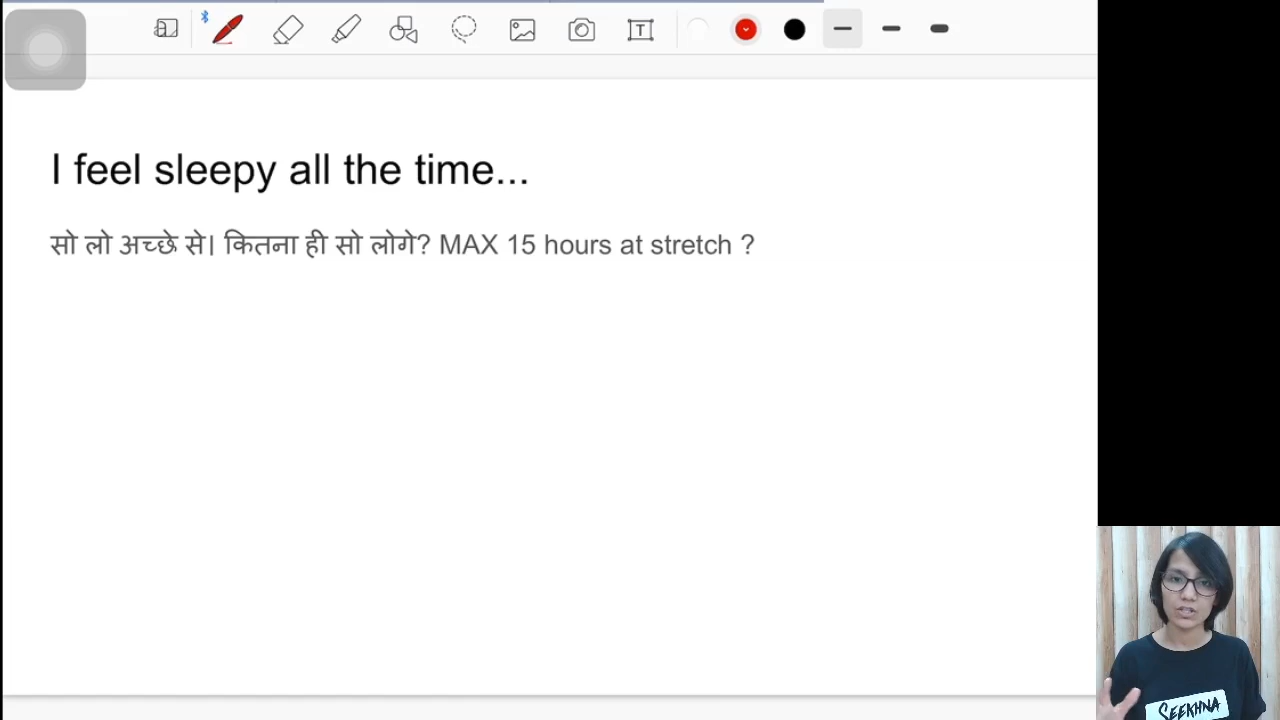 I feel sleepy all the time...
सो लो अच्छे से। कितना ही सो लोगे? MAX 15 hours at stretch ?
SEEKHNA